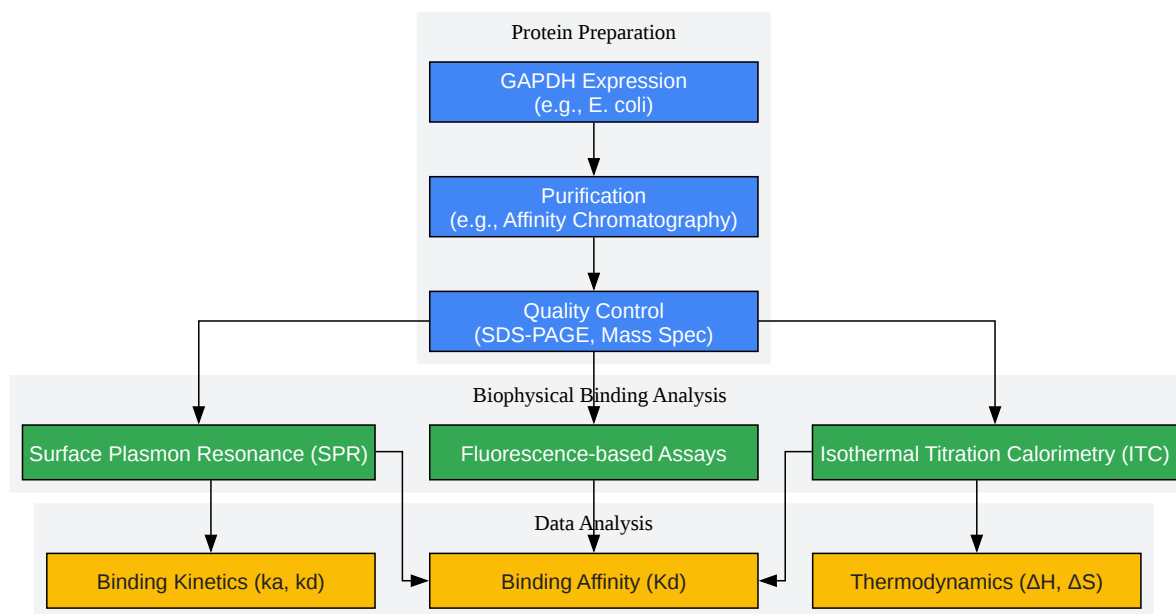 Protein Preparation
GAPDH Expression
(e.g., E. coli)
Purification
(e.g., Affinity Chromatography)
Quality Control
(SDS-PAGE, Mass Spec)
Biophysical Binding Analysis
Surface Plasmon Resonance (SPR)
Fluorescence-based Assays
Isothermal Titration Calorimetry (ITC)
Data Analysis
Binding Kinetics (ka, kd)
Binding Affinity (Kd)
Thermodynamics (ΔH, ΔS)